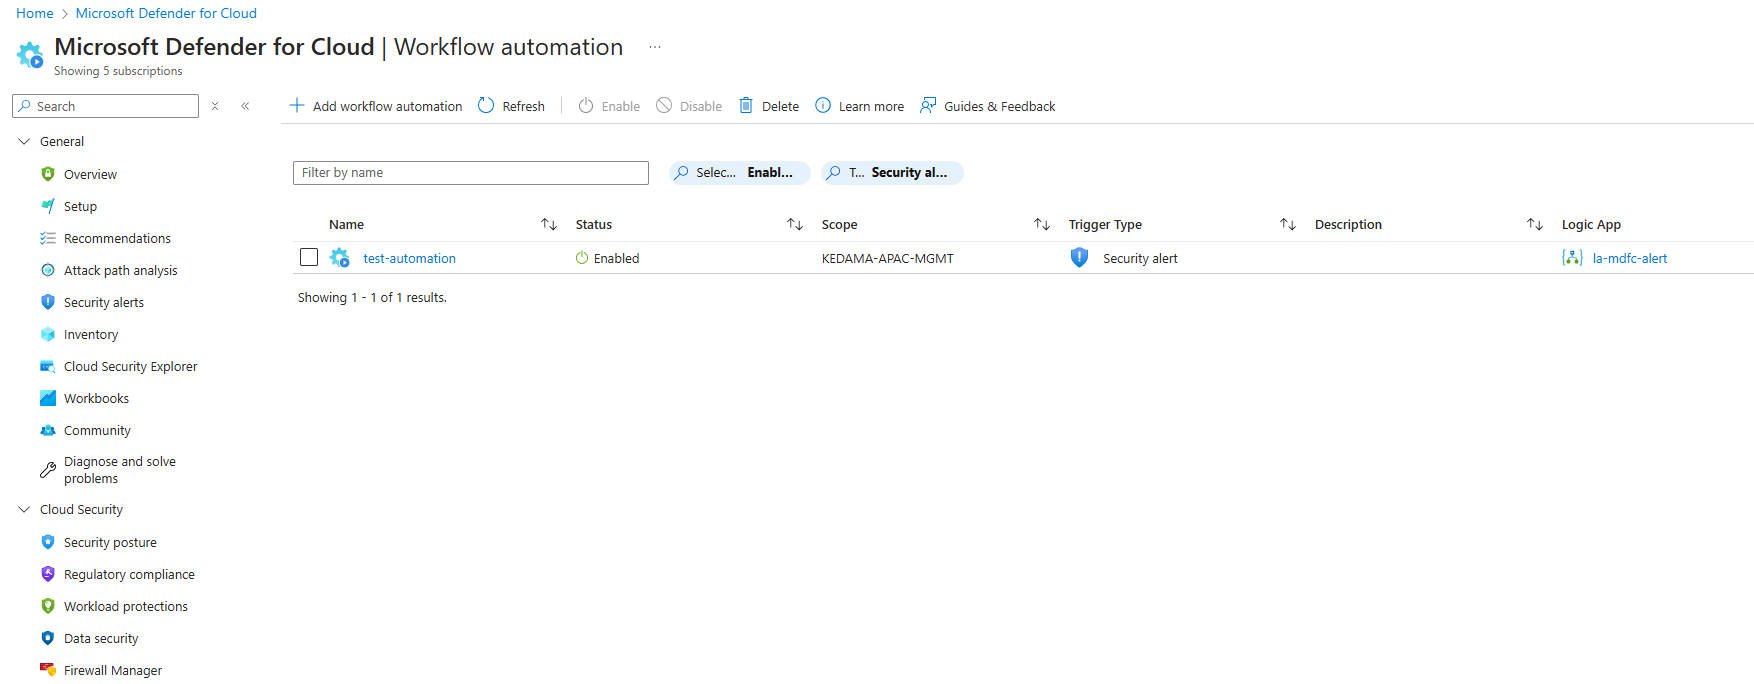 Home > Microsoft Defender for Cloud
Microsoft Defender for Cloud | Workflow automation ...
Showing 5 subscriptions
Search
General
Overview
Setup
Recommendations
Attack path analysis
Security alerts
Inventory
Cloud Security Explorer
Workbooks
Community
Diagnose and solve
problems
Cloud Security
Security posture
Regulatory compliance
Workload protections
Data security
Firewall Manager
Add workflow automation Refresh Enable Disable Delete Learn more Guides & Feedback
Filter by name Selec... Enabl... T... Security al...
Name Status Scope Trigger Type Description Logic App
test-automation Enabled KEDAMA-APAC-MGMT Security alert la-mdfc-alert
Showing 1 - 1 of 1 results.